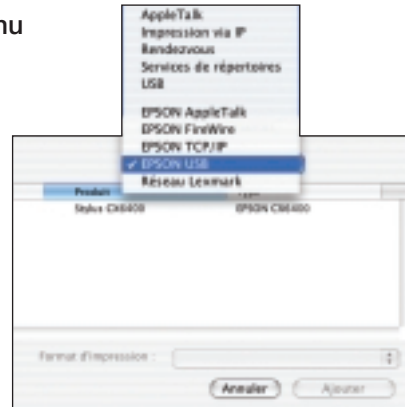 nu
AppleTalk
Impression via IP
Rendezvous
Services de répertoires
USB
EPSON AppleTalk
EPSON FireWire
EPSON TCP/IP
✓ EPSON USB
Réseau Lexmark
Produit
Stylus CX6400 EPSON CX6400
Format d'impression :
Annuler Ajouter